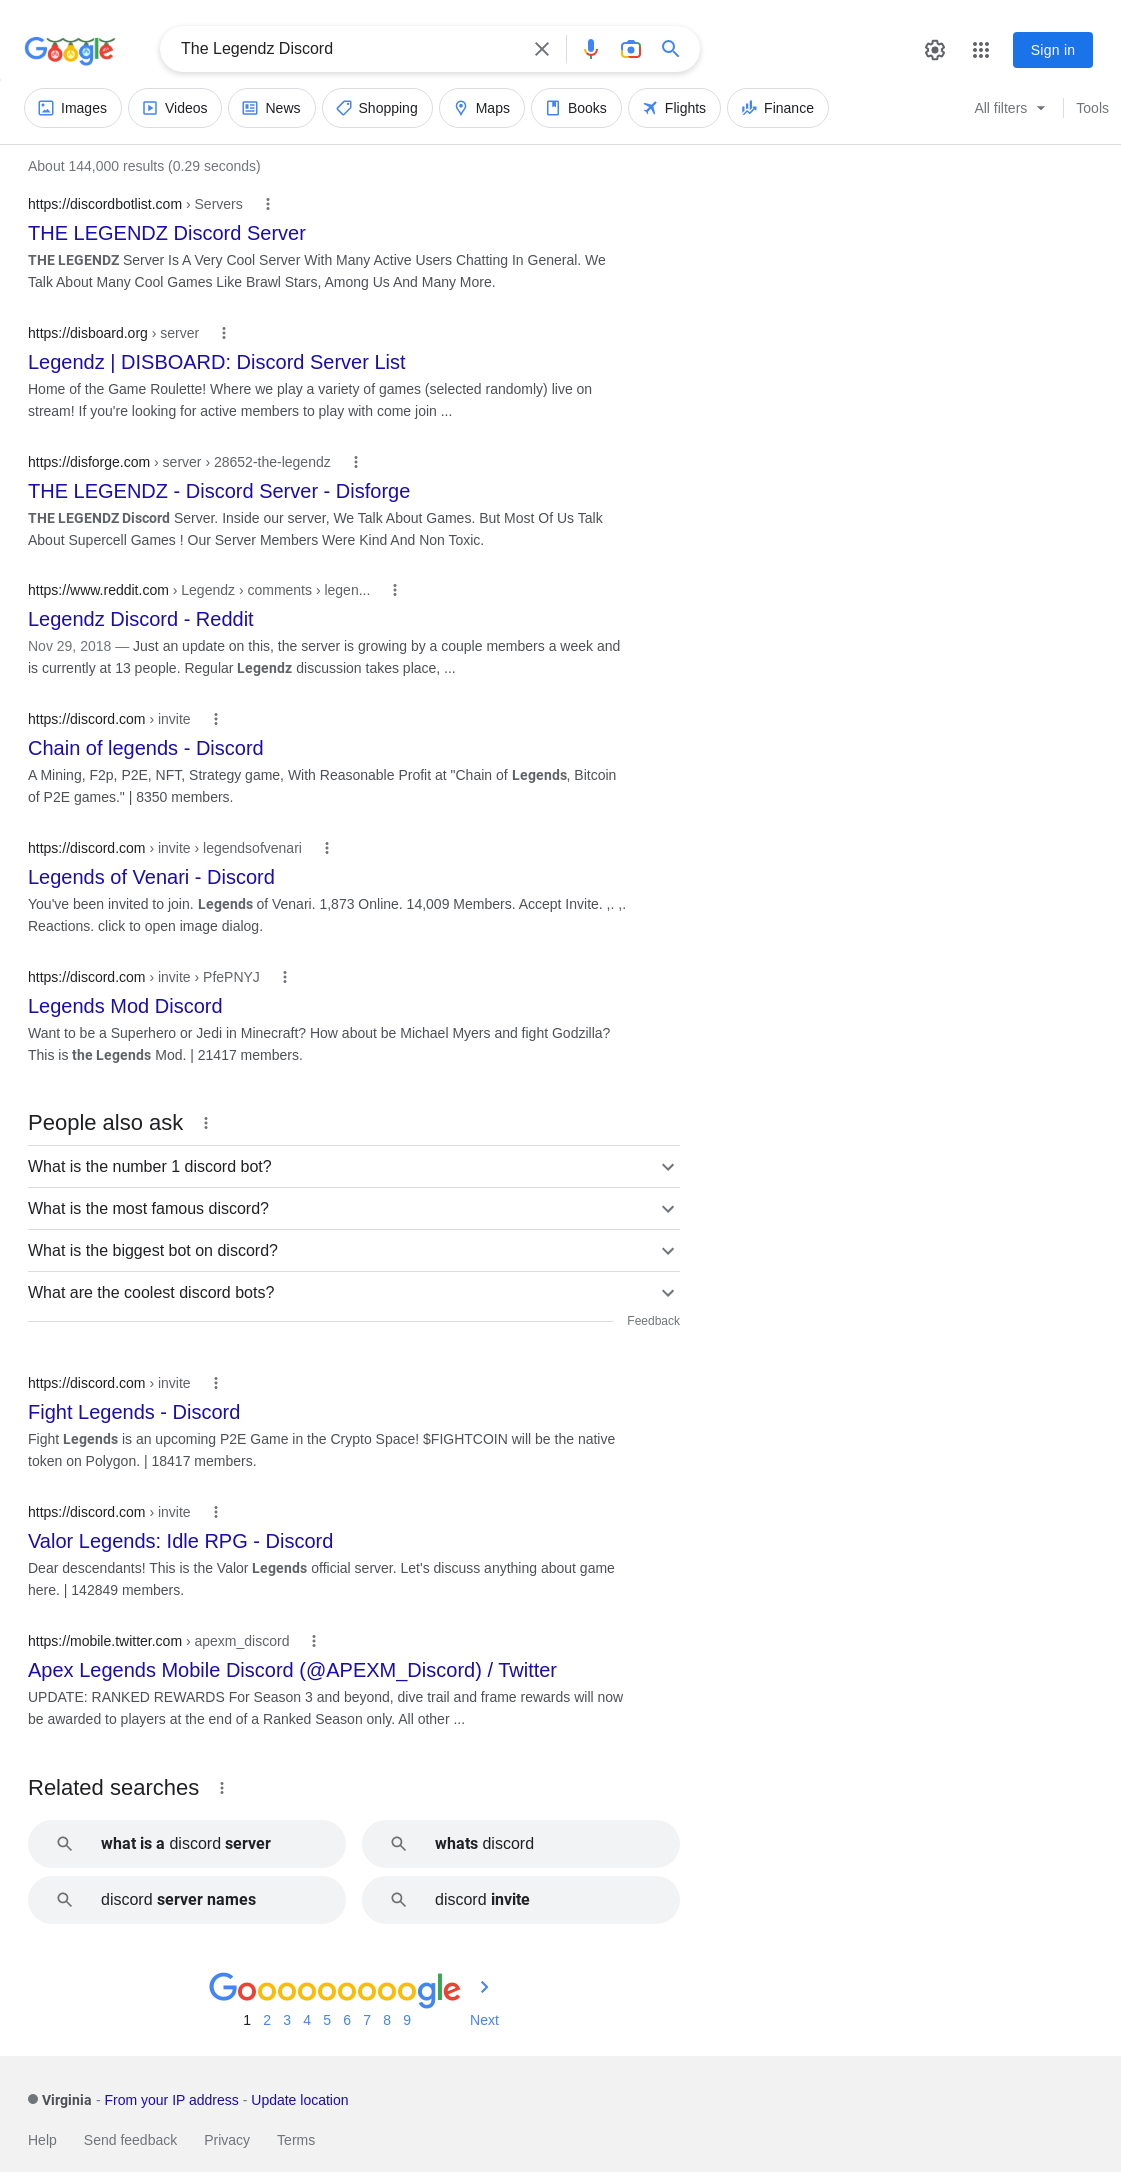 Google
The Legendz Discord
Sign in
Images
Videos
News
Shopping
Maps
Books
Flights
Finance
All filters
Tools
About 144,000 results (0.29 seconds)
https://discordbotlist.com › Servers
THE LEGENDZ Discord Server
THE LEGENDZ Server Is A Very Cool Server With Many Active Users Chatting In General. We
Talk About Many Cool Games Like Brawl Stars, Among Us And Many More.
https://disboard.org › server
Legendz | DISBOARD: Discord Server List
Home of the Game Roulette! Where we play a variety of games (selected randomly) live on
stream! If you're looking for active members to play with come join ...
https://disforge.com › server › 28652-the-legendz
THE LEGENDZ - Discord Server - Disforge
THE LEGENDZ Discord Server. Inside our server, We Talk About Games. But Most Of Us Talk
About Supercell Games ! Our Server Members Were Kind And Non Toxic.
https://www.reddit.com › Legendz › comments › legen...
Legendz Discord - Reddit
Nov 29, 2018 — Just an update on this, the server is growing by a couple members a week and
is currently at 13 people. Regular Legendz discussion takes place, ...
https://discord.com › invite
Chain of legends - Discord
A Mining, F2p, P2E, NFT, Strategy game, With Reasonable Profit at "Chain of Legends, Bitcoin
of P2E games." | 8350 members.
https://discord.com › invite › legendsofvenari
Legends of Venari - Discord
You've been invited to join. Legends of Venari. 1,873 Online. 14,009 Members. Accept Invite. ,. ,.
Reactions. click to open image dialog.
https://discord.com › invite › PfePNYJ
Legends Mod Discord
Want to be a Superhero or Jedi in Minecraft? How about be Michael Myers and fight Godzilla?
This is the Legends Mod. | 21417 members.
People also ask
What is the number 1 discord bot?
What is the most famous discord?
What is the biggest bot on discord?
What are the coolest discord bots?
Feedback
https://discord.com › invite
Fight Legends - Discord
Fight Legends is an upcoming P2E Game in the Crypto Space! $FIGHTCOIN will be the native
token on Polygon. | 18417 members.
https://discord.com › invite
Valor Legends: Idle RPG - Discord
Dear descendants! This is the Valor Legends official server. Let's discuss anything about game
here. | 142849 members.
https://mobile.twitter.com › apexm_discord
Apex Legends Mobile Discord (@APEXM_Discord) / Twitter
UPDATE: RANKED REWARDS For Season 3 and beyond, dive trail and frame rewards will now
be awarded to players at the end of a Ranked Season only. All other ...
Related searches
what is a discord server
whats discord
discord server names
discord invite
Goooooooooogle
1 2 3 4 5 6 7 8 9 Next
Virginia - From your IP address - Update location
Help Send feedback Privacy Terms